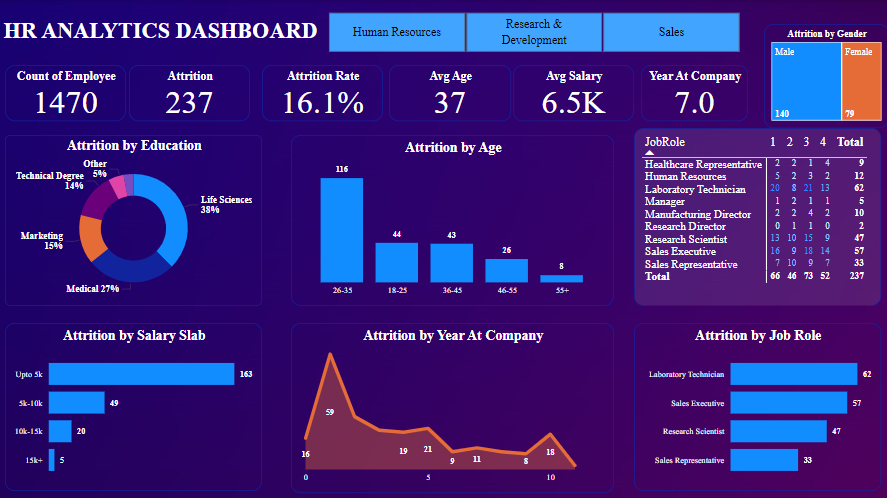 HR ANALYTICS DASHBOARD
Human Resources
Research &
Development
Sales
Attrition by Gender
Male
Female
140
79
Count of Employee
1470
Attrition
237
Attrition Rate
16.1%
Avg Age
37
Avg Salary
6.5K
Year At Company
7.0
Attrition by Education
Other
5%
Technical Degree
14%
Life Sciences
38%
Marketing
15%
Medical 27%
Attrition by Age
116
44
43
26
8
26-35
18-25
36-45
46-55
55+
JobRole 1 2 3 4 Total
Healthcare Representative 2 2 1 4 9
Human Resources 5 2 3 2 12
Laboratory Technician 20 8 21 13 62
Manager 1 2 1 1 5
Manufacturing Director 2 2 4 2 10
Research Director 0 1 1 0 2
Research Scientist 13 10 15 9 47
Sales Executive 16 9 18 14 57
Sales Representative 7 10 9 7 33
Total 66 46 73 52 237
Attrition by Salary Slab
Upto 5k 163
5k-10k 49
10k-15k 20
15k+ 5
Attrition by Year At Company
16
59
19
21
9
11
8
18
0
5
10
Attrition by Job Role
Laboratory Technician 62
Sales Executive 57
Research Scientist 47
Sales Representative 33